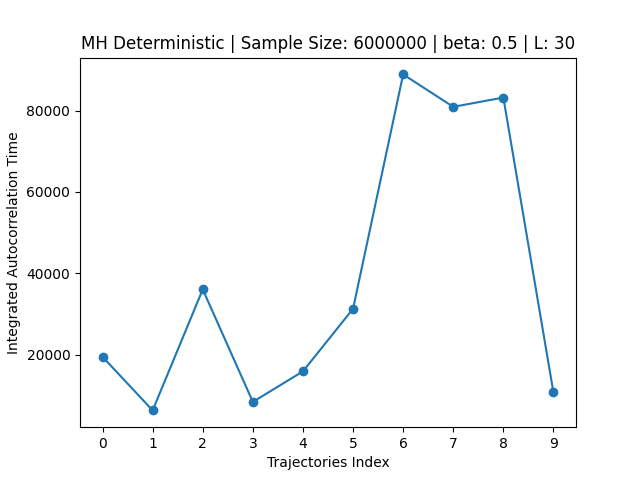 MH Deterministic | Sample Size: 6000000 | beta: 0.5 | L: 30
Integrated Autocorrelation Time
80000
60000
40000
20000
0 1 2 3 4 5 6 7 8 9
Trajectories Index